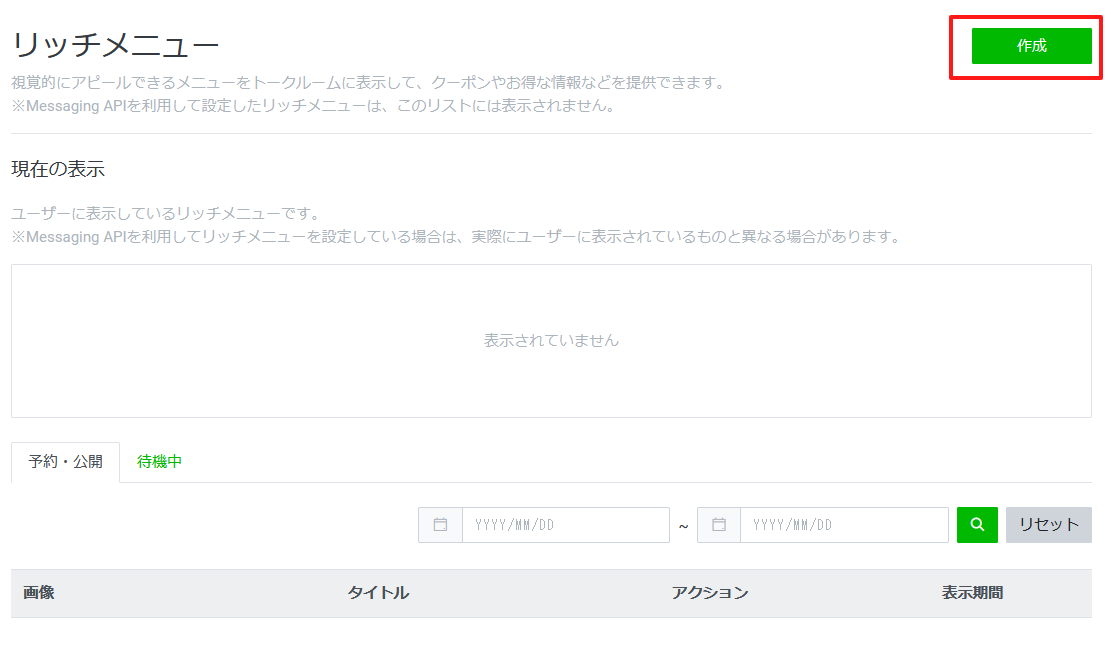 リッチメニュー
作成
視覚的にアピールできるメニューをトークルームに表示して、クーポンやお得な情報などを提供できます。
※Messaging APIを利用して設定したリッチメニューは、このリストには表示されません。
現在の表示
ユーザーに表示しているリッチメニューです。
※Messaging APIを利用してリッチメニューを設定している場合は、実際にユーザーに表示されているものと異なる場合があります。
表示されていません
予約・公開 待機中
YYYY/MM/DD ~ YYYY/MM/DD リセット
画像 タイトル アクション 表示期間